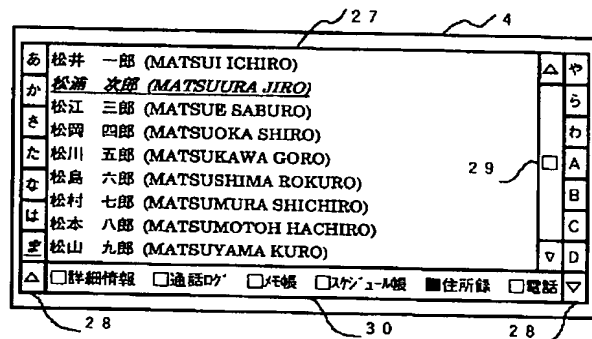 27 4
あ 松井 一郎 (MATSUI ICHIRO) △ や
か 松浦 次郎 (MATSUURA JIRO) ら
さ 松江 三郎 (MATSUE SABURO) わ
た 松岡 四郎 (MATSUOKA SHIRO) A
な 松川 五郎 (MATSUKAWA GORO) 29 □ B
は 松島 六郎 (MATSUSHIMA ROKURO) C
ま 松村 七郎 (MATSUMURA SHICHIRO) D
松本 八郎 (MATSUMOTOH HACHIRO)
松山 九郎 (MATSUYAMA KURO) ▽
△ □詳細情報 □通話ログ □メモ帳 □スケジュール帳 ■住所録 □電話 ▽
28 30 28